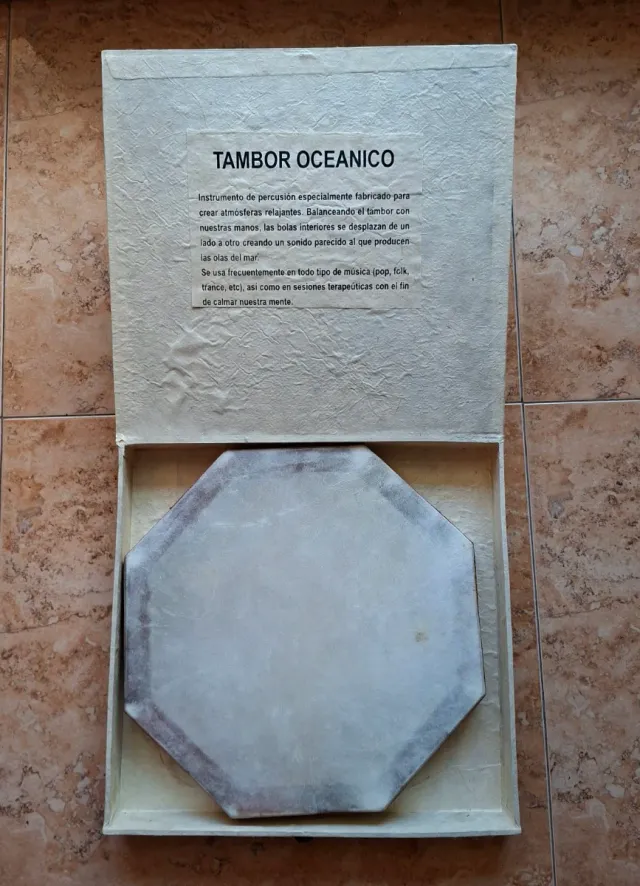 TAMBOR OCEANICO
Instrumento de percusión especialmente fabricado para
crear atmósferas relajantes. Balanceando el tambor con
nuestras manos, las bolas interiores se desplazan de un
lado a otro creando un sonido parecido al que producen
las olas del mar.
Se usa frecuentemente en todo tipo de música (pop, folk,
trance, etc), asi como en sesiones terapeúticas con el fin
de calmar nuestra mente.